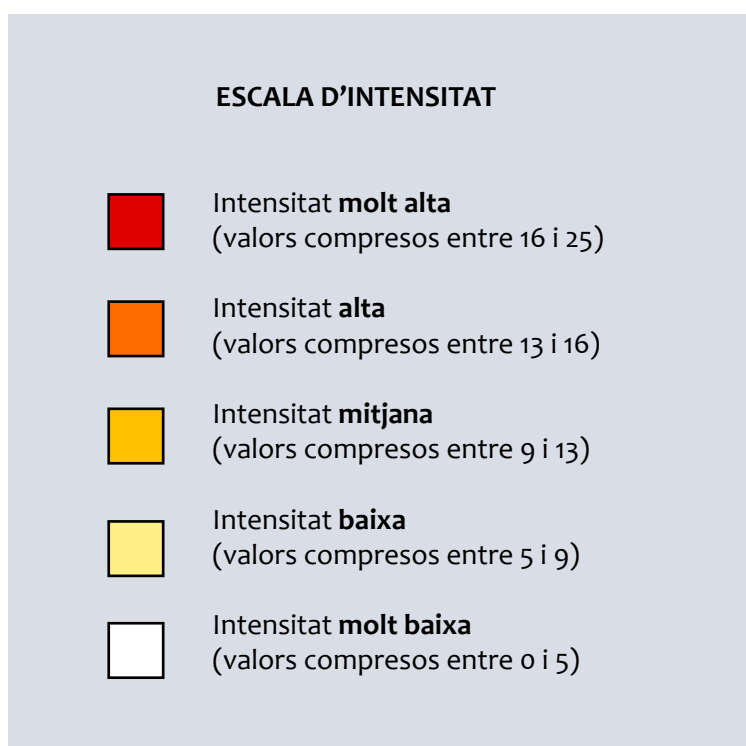 ESCALA D’INTENSITAT
Intensitat molt alta
(valors compresos entre 16 i 25)
Intensitat alta
(valors compresos entre 13 i 16)
Intensitat mitjana
(valors compresos entre 9 i 13)
Intensitat baixa
(valors compresos entre 5 i 9)
Intensitat molt baixa
(valors compresos entre 0 i 5)